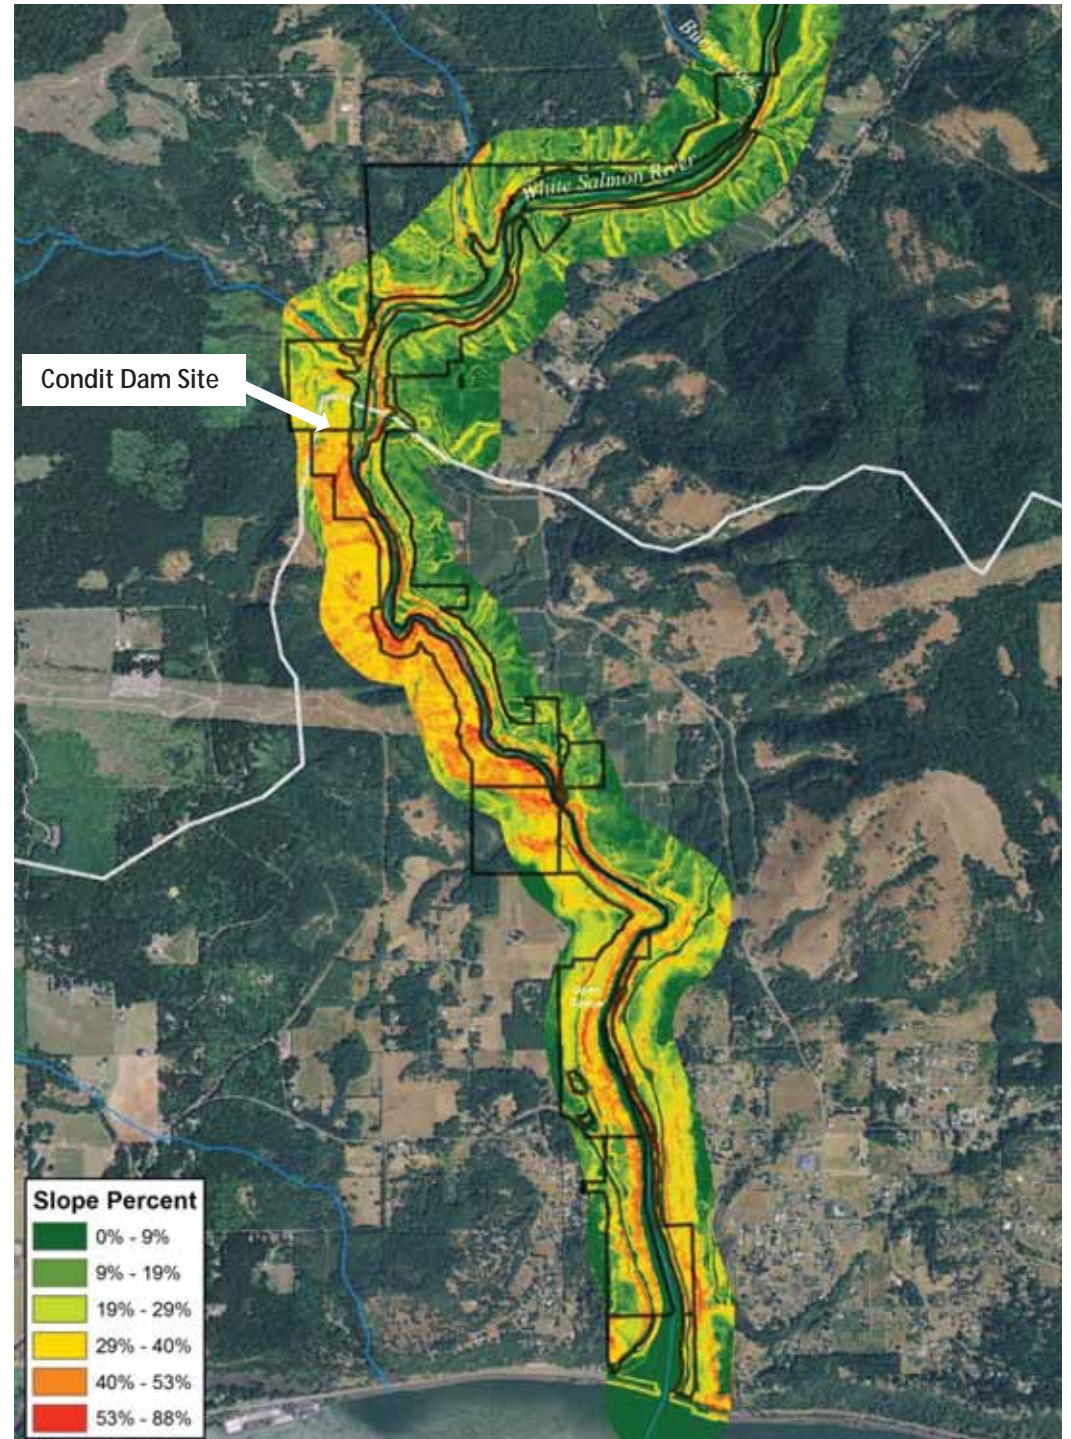 White Salmon River
Condit Dam Site
Slope Percent
0% - 9%
9% - 19%
19% - 29%
29% - 40%
40% - 53%
53% - 88%